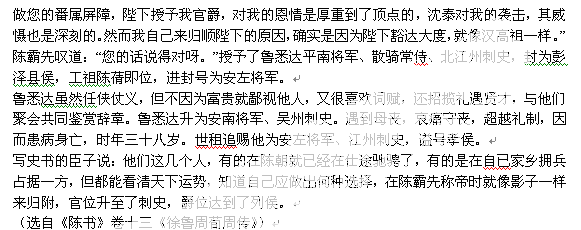 做您的番属屏障，陛下授予我官爵，对我的恩情是厚重到了顶点的，沈泰对我的袭击，其威
慑也是深刻的。然而我自己来归顺陛下的原因，确实是因为陛下豁达大度，就像汉高祖一样。”
陈霸先叹道：“您的话说得对呀。”授予了鲁悉达平南将军、散骑常侍、北江州刺史，封为彭
泽县侯，工祖陈蒨即位，进封号为安左将军。
鲁悉达虽然任侠仗义，但不因为富贵就鄙视他人，又很喜欢词赋，还招揽礼遇贤才，与他们
聚会共同鉴赏辞章。鲁悉达升为安南将军、吴州刺史。遇到母丧，哀痛守丧，超越礼制，因
而患病身亡，时年三十八岁。世祖追赐他为安左将军、江州刺史，谥号孝侯。
写史书的臣子说：他们这几个人，有的在陈朝就已经在仕途驰骋了，有的是在自己家乡拥兵
占据一方，但都能看清天下运势，知道自己应做出何种选择，在陈霸先称帝时就像影子一样
来归附，官位升至了刺史，爵位达到了列侯。
（选自《陈书》卷十三《徐鲁周荀周传》）